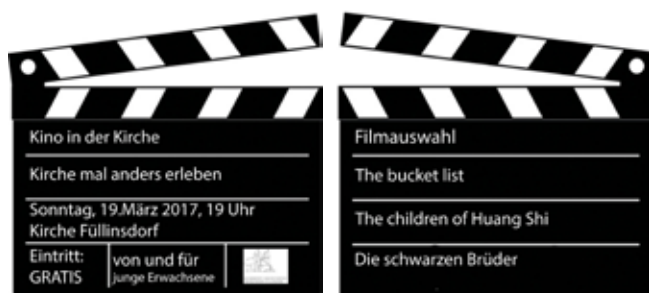 Kino in der Kirche
Kirche mal anders erleben
Sonntag, 19.März 2017, 19 Uhr
Kirche Füllinsdorf
Eintritt:
GRATIS
von und für
junge Erwachsene
Filmauswahl
The bucket list
The children of Huang Shi
Die schwarzen Brüder